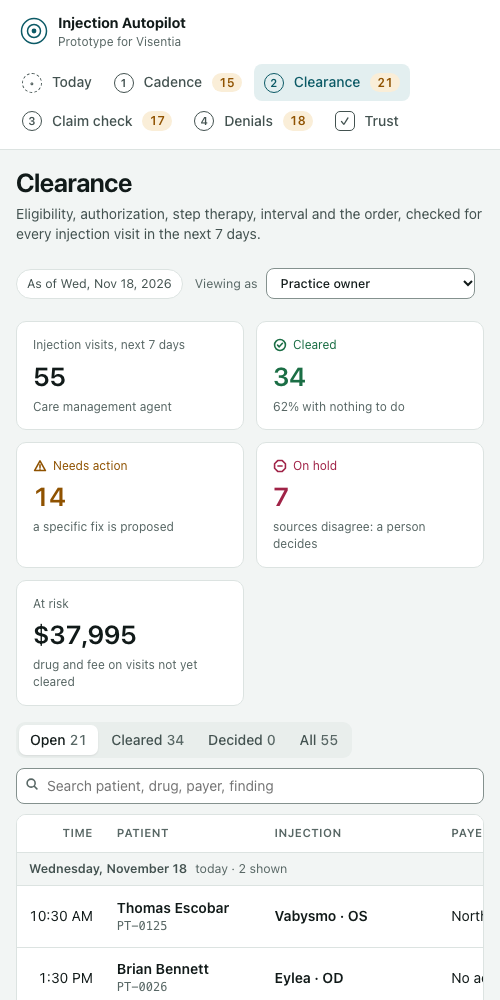 Injection Autopilot
Prototype for Visentia
Today
1 Cadence 15
2 Clearance 21
3 Claim check 17
4 Denials 18
Trust
Clearance
Eligibility, authorization, step therapy, interval and the order, checked for
every injection visit in the next 7 days.
As of Wed, Nov 18, 2026
Viewing as
Practice owner
Injection visits, next 7 days
55
Care management agent
Cleared
34
62% with nothing to do
Needs action
14
a specific fix is proposed
On hold
7
sources disagree: a person
decides
At risk
$37,995
drug and fee on visits not yet
cleared
Open 21
Cleared 34
Decided 0
All 55
Search patient, drug, payer, finding
TIME PATIENT INJECTION PAYE
Wednesday, November 18 today · 2 shown
10:30 AM Thomas Escobar Vabysmo · OS North
PT-0125
1:30 PM Brian Bennett Eylea · OD No a
PT-0026